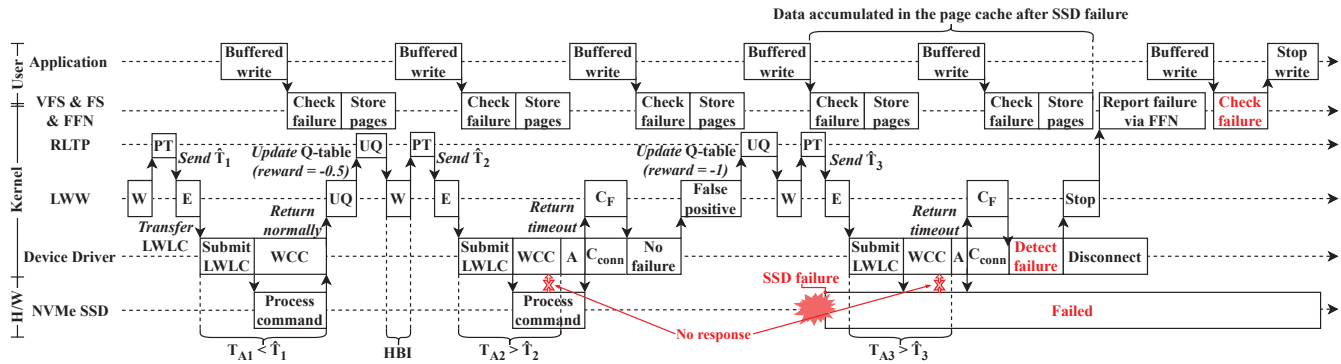 Data accumulated in the page cache after SSD failure
User
Application
Buffered write
Buffered write
Buffered write
Buffered write
Buffered write
Buffered write
Stop write
Kernel
VFS & FS & FFN
Check failure
Store pages
Check failure
Store pages
Check failure
Store pages
Check failure
Store pages
Check failure
Store pages
Report failure via FFN
Check failure
RLTP
PT
Send T̂1
Update Q-table (reward = -0.5)
UQ
PT
Send T̂2
Update Q-table (reward = -1)
UQ
PT
Send T̂3
LWW
W
E
Transfer LWLC
Return normally
UQ
W
E
Return timeout
CF
False positive
W
E
Return timeout
CF
Stop
Device Driver
Submit LWLC
WCC
Submit LWLC
WCC
A
Cconn
No failure
Submit LWLC
WCC
A
Cconn
Detect failure
Disconnect
H/W
NVMe SSD
Process command
Process command
No response
SSD failure
Failed
TA1 < T̂1
HBI
TA2 > T̂2
TA3 > T̂3